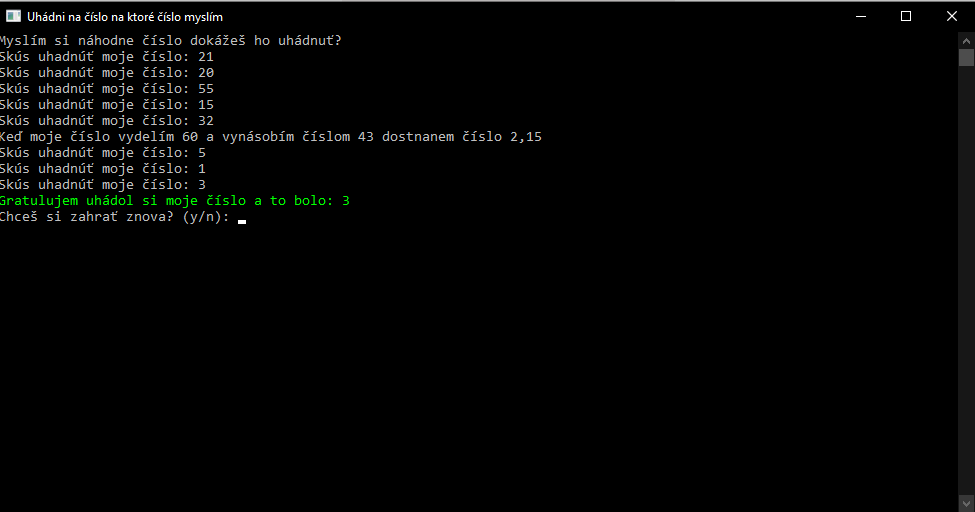 Uhádni na číslo na ktoré číslo myslím
Myslím si náhodne číslo dokážeš ho uhádnuť?
Skús uhadnúť moje číslo: 21
Skús uhadnúť moje číslo: 20
Skús uhadnúť moje číslo: 55
Skús uhadnúť moje číslo: 15
Skús uhadnúť moje číslo: 32
Keď moje číslo vydelím 60 a vynásobím číslom 43 dostnanem číslo 2,15
Skús uhadnúť moje číslo: 5
Skús uhadnúť moje číslo: 1
Skús uhadnúť moje číslo: 3
Gratulujem uhádol si moje číslo a to bolo: 3
Chceš si zahrať znova? (y/n):